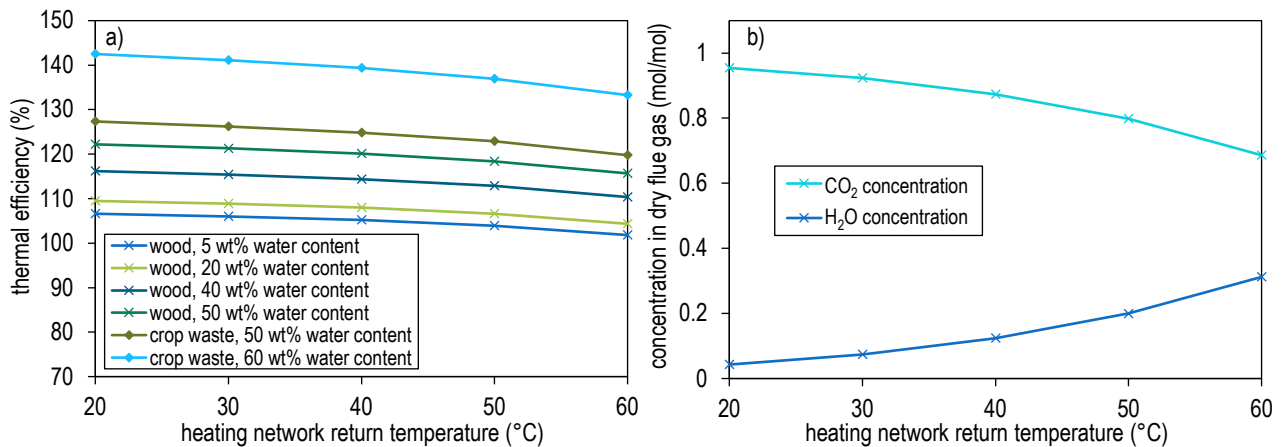 a)
thermal efficiency (%)
150
140
130
120
110
100
90
80
70
wood, 5 wt% water content
wood, 20 wt% water content
wood, 40 wt% water content
wood, 50 wt% water content
crop waste, 50 wt% water content
crop waste, 60 wt% water content
20 30 40 50 60
heating network return temperature (°C)
b)
concentration in dry flue gas (mol/mol)
1
0.8
0.6
0.4
0.2
0
CO₂ concentration
H₂O concentration
20 30 40 50 60
heating network return temperature (°C)